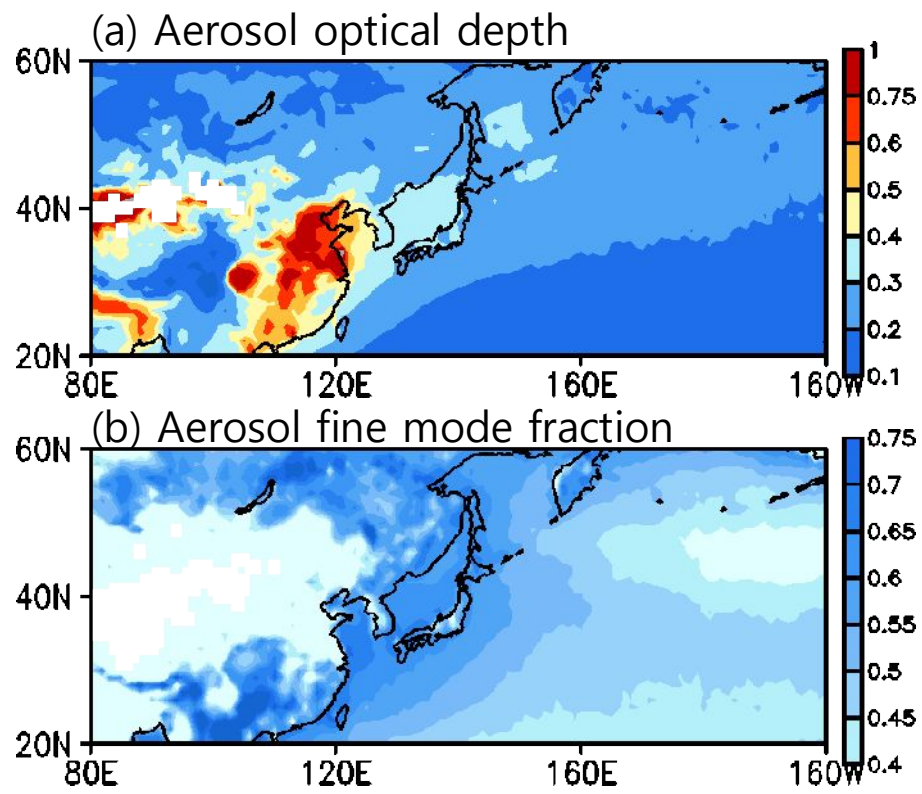 (a) Aerosol optical depth
60N
40N
20N
80E
120E
160E
160W
1
0.75
0.6
0.5
0.4
0.3
0.2
0.1
(b) Aerosol fine mode fraction
60N
40N
20N
80E
120E
160E
160W
0.75
0.7
0.65
0.6
0.55
0.5
0.45
0.4